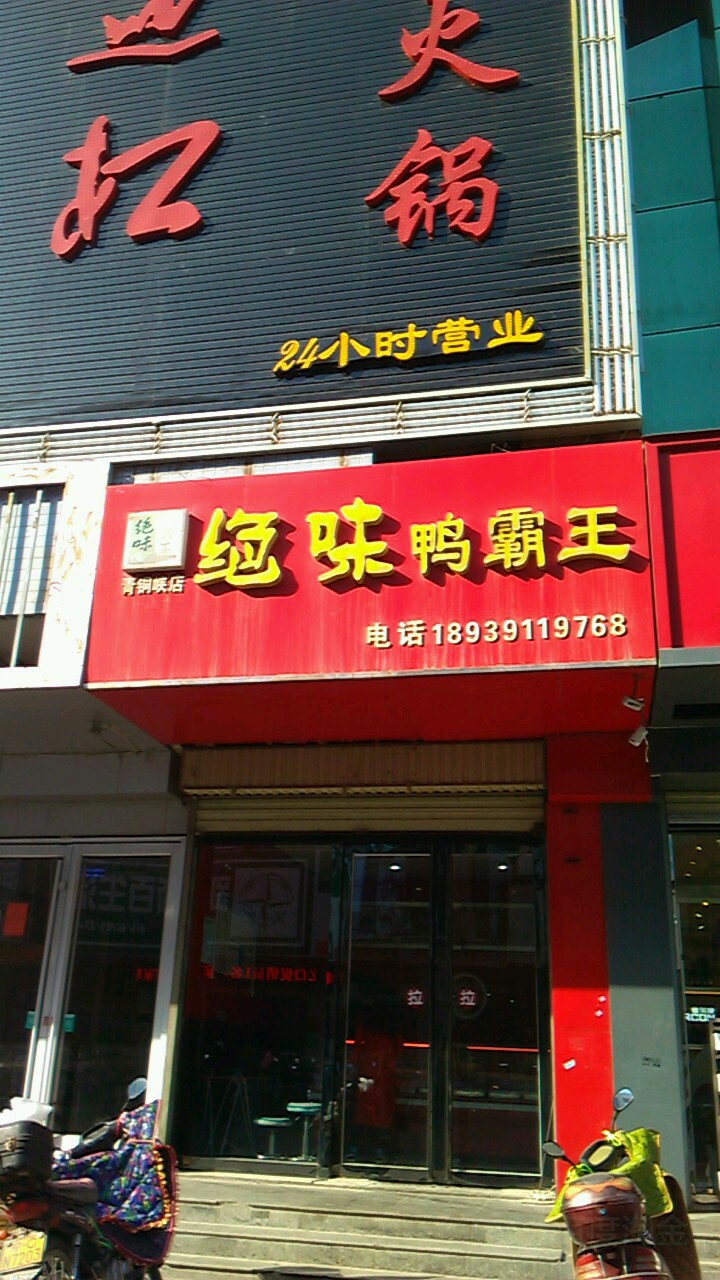 火锅
扛
24小时营业
绝味
青铜峡店
绝味鸭霸王
电话18939119768
拉 拉